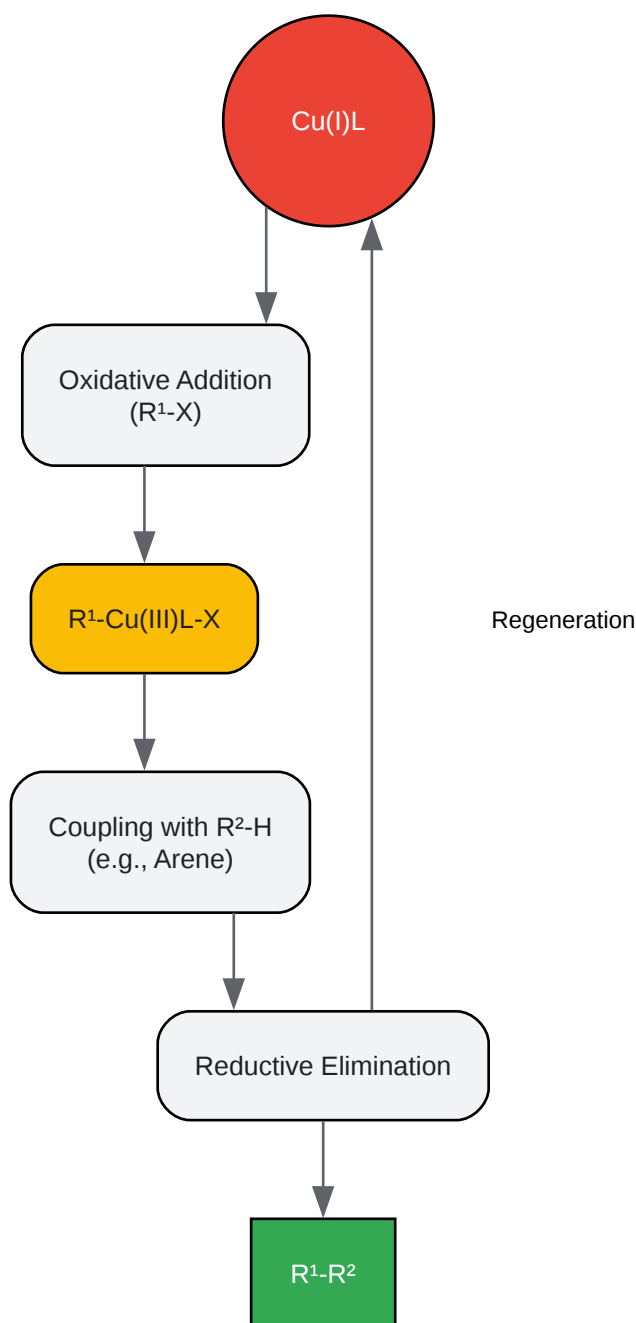 Cu(I)L
Oxidative Addition
(R¹-X)
R¹-Cu(III)L-X
Regeneration
Coupling with R²-H
(e.g., Arene)
Reductive Elimination
R¹-R²